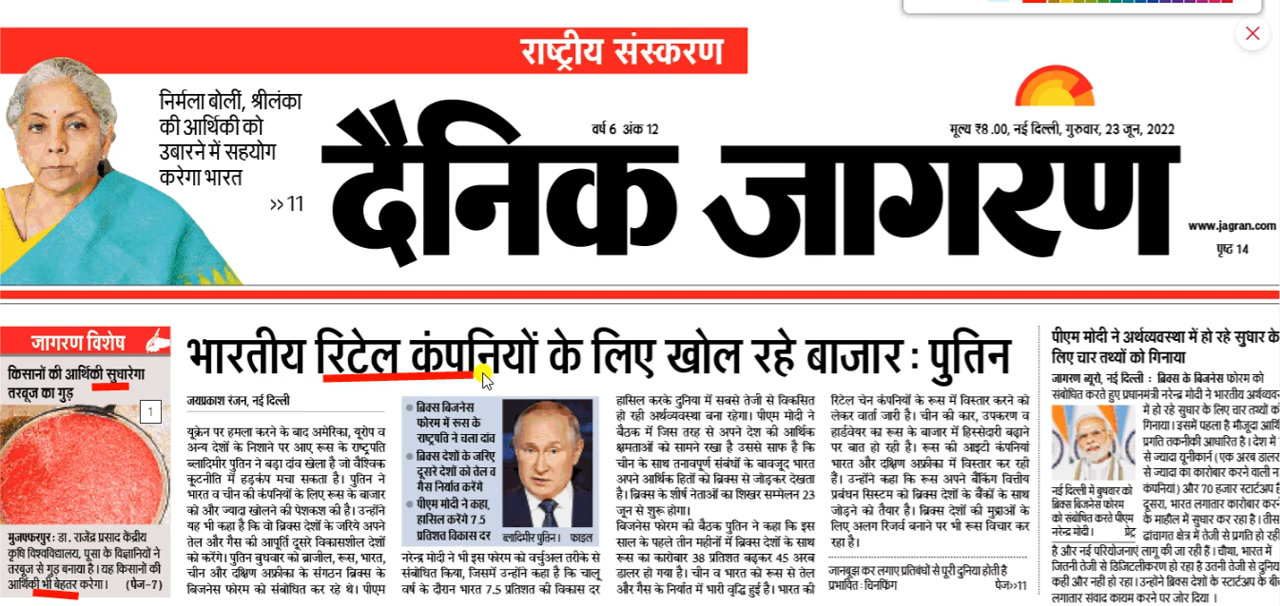 राष्ट्रीय संस्करण
निर्मला बोलीं, श्रीलंका
की आर्थिकी को
उबारने में सहयोग
करेगा भारत
>> 11
वर्ष 6 अंक 12
मूल्य ₹8.00, नई दिल्ली, गुरुवार, 23 जून, 2022
दैनिक जागरण
www.jagran.com
पृष्ठ 14
जागरण विशेष
किसानों की आर्थिकी सुधारेगा
तरबूज का गुड़
1
मुजफ्फरपुर: डा. राजेंद्र प्रसाद केंद्रीय
कृषि विश्वविद्यालय, पूसा के विज्ञानियों ने
तरबूज से गुड़ बनाया है। यह किसानों की
आर्थिकी भी बेहतर करेगा। (पेज-7)
भारतीय रिटेल कंपनियों के लिए खोल रहे बाजार : पुतिन
जयप्रकाश रंजन, नई दिल्ली
यूक्रेन पर हमला करने के बाद अमेरिका, यूरोप व
अन्य देशों के निशाने पर आए रूस के राष्ट्रपति
ब्लादिमीर पुतिन ने बड़ा दांव खेला है जो वैश्विक
कूटनीति में हड़कंप मचा सकता है। पुतिन ने
भारत व चीन की कंपनियों के लिए रूस के बाजार
को और ज्यादा खोलने की पेशकश की है। उन्होंने
यह भी कहा है कि वो ब्रिक्स देशों के जरिये अपने
तेल और गैस की आपूर्ति दूसरे विकासशील देशों
को करेंगे। पुतिन बुधवार को ब्राजील, रूस, भारत,
चीन और दक्षिण अफ्रीका के संगठन ब्रिक्स के
बिजनेस फोरम को संबोधित कर रहे थे। पीएम
● ब्रिक्स बिजनेस
फोरम में रूस के
राष्ट्रपति ने चला दांव
● ब्रिक्स देशों के जरिए
दूसरे देशों को तेल व
गैस निर्यात करेंगे
● पीएम मोदी ने कहा,
हासिल करेंगे 7.5
प्रतिशत विकास दर
ब्लादिमीर पुतिन। फाइल
नरेन्द्र मोदी ने भी इस फोरम को वर्चुअल तरीके से
संबोधित किया, जिसमें उन्होंने कहा है कि चालू
वर्ष के दौरान भारत 7.5 प्रतिशत की विकास दर
हासिल करके दुनिया में सबसे तेजी से विकसित
हो रही अर्थव्यवस्था बना रहेगा। पीएम मोदी ने
बैठक में जिस तरह से अपने देश की आर्थिक
क्षमताओं को सामने रखा है उससे साफ है कि
चीन के साथ तनावपूर्ण संबंधों के बावजूद भारत
अपने आर्थिक हितों को ब्रिक्स से जोड़कर देखता
है। ब्रिक्स के शीर्ष नेताओं का शिखर सम्मेलन 23
जून से शुरू होगा।
बिजनेस फोरम की बैठक पुतिन ने कहा कि इस
साल के पहले तीन महीनों में ब्रिक्स देशों के साथ
रूस का कारोबार 38 प्रतिशत बढ़कर 45 अरब
डालर हो गया है। चीन व भारत को रूस से तेल
और गैस के निर्यात में भारी वृद्धि हुई है। भारत की
रिटेल चेन कंपनियों के रूस में विस्तार करने को
लेकर वार्ता जारी है। चीन की कार, उपकरण व
हार्डवेयर का रूस के बाजार में हिस्सेदारी बढ़ाने
पर बात हो रही है। रूस की आइटी कंपनियां
भारत और दक्षिण अफ्रीका में विस्तार कर रही
हैं। उन्होंने कहा कि रूस अपने बैंकिंग वित्तीय
प्रबंधन सिस्टम को ब्रिक्स देशों के बैंकों के साथ
जोड़ने को तैयार है। ब्रिक्स देशों की मुद्राओं के
लिए अलग रिजर्व बनाने पर भी रूस विचार कर
रहा है।
जानबूझ कर लगाए प्रतिबंधों से पूरी दुनिया होती है
प्रभावित : चिनफिंग पेज>>11
पीएम मोदी ने अर्थव्यवस्था में हो रहे सुधार के
लिए चार तथ्यों को गिनाया
जागरण ब्यूरो, नई दिल्ली : ब्रिक्स के बिजनेस फोरम को
संबोधित करते हुए प्रधानमंत्री नरेन्द्र मोदी ने भारतीय
में हो रहे सुधार के लिए चार तथ्यों को
गिनाया। इसमें पहला है मौजूदा
प्रगति तकनीकी आधारित है। देश में
से ज्यादा यूनीकार्न (एक अरब डालर
से ज्यादा का कारोबार करने वाली
कंपनियां) और 70 हजार स्टार्टअप
दूसरा, भारत लगातार कारोबार
के माहौल में सुधार कर रहा है।
ढांचागत क्षेत्र में तेजी से प्रगति हो रही
नई दिल्ली में बुधवार को
ब्रिक्स बिजनेस फोरम
को संबोधित करते पीएम
नरेन्द्र मोदी। प्रेट्र
है और नई परियोजनाएं लागू की जा रही हैं। चौथा, भारत में
जितनी तेजी से डिजिटलीकरण हो रहा है उतनी तेजी से
कही और नही हो रहा। उन्होंने ब्रिक्स देशों के स्टार्टअप के
लगातार संवाद कायम करने पर जोर दिया ।